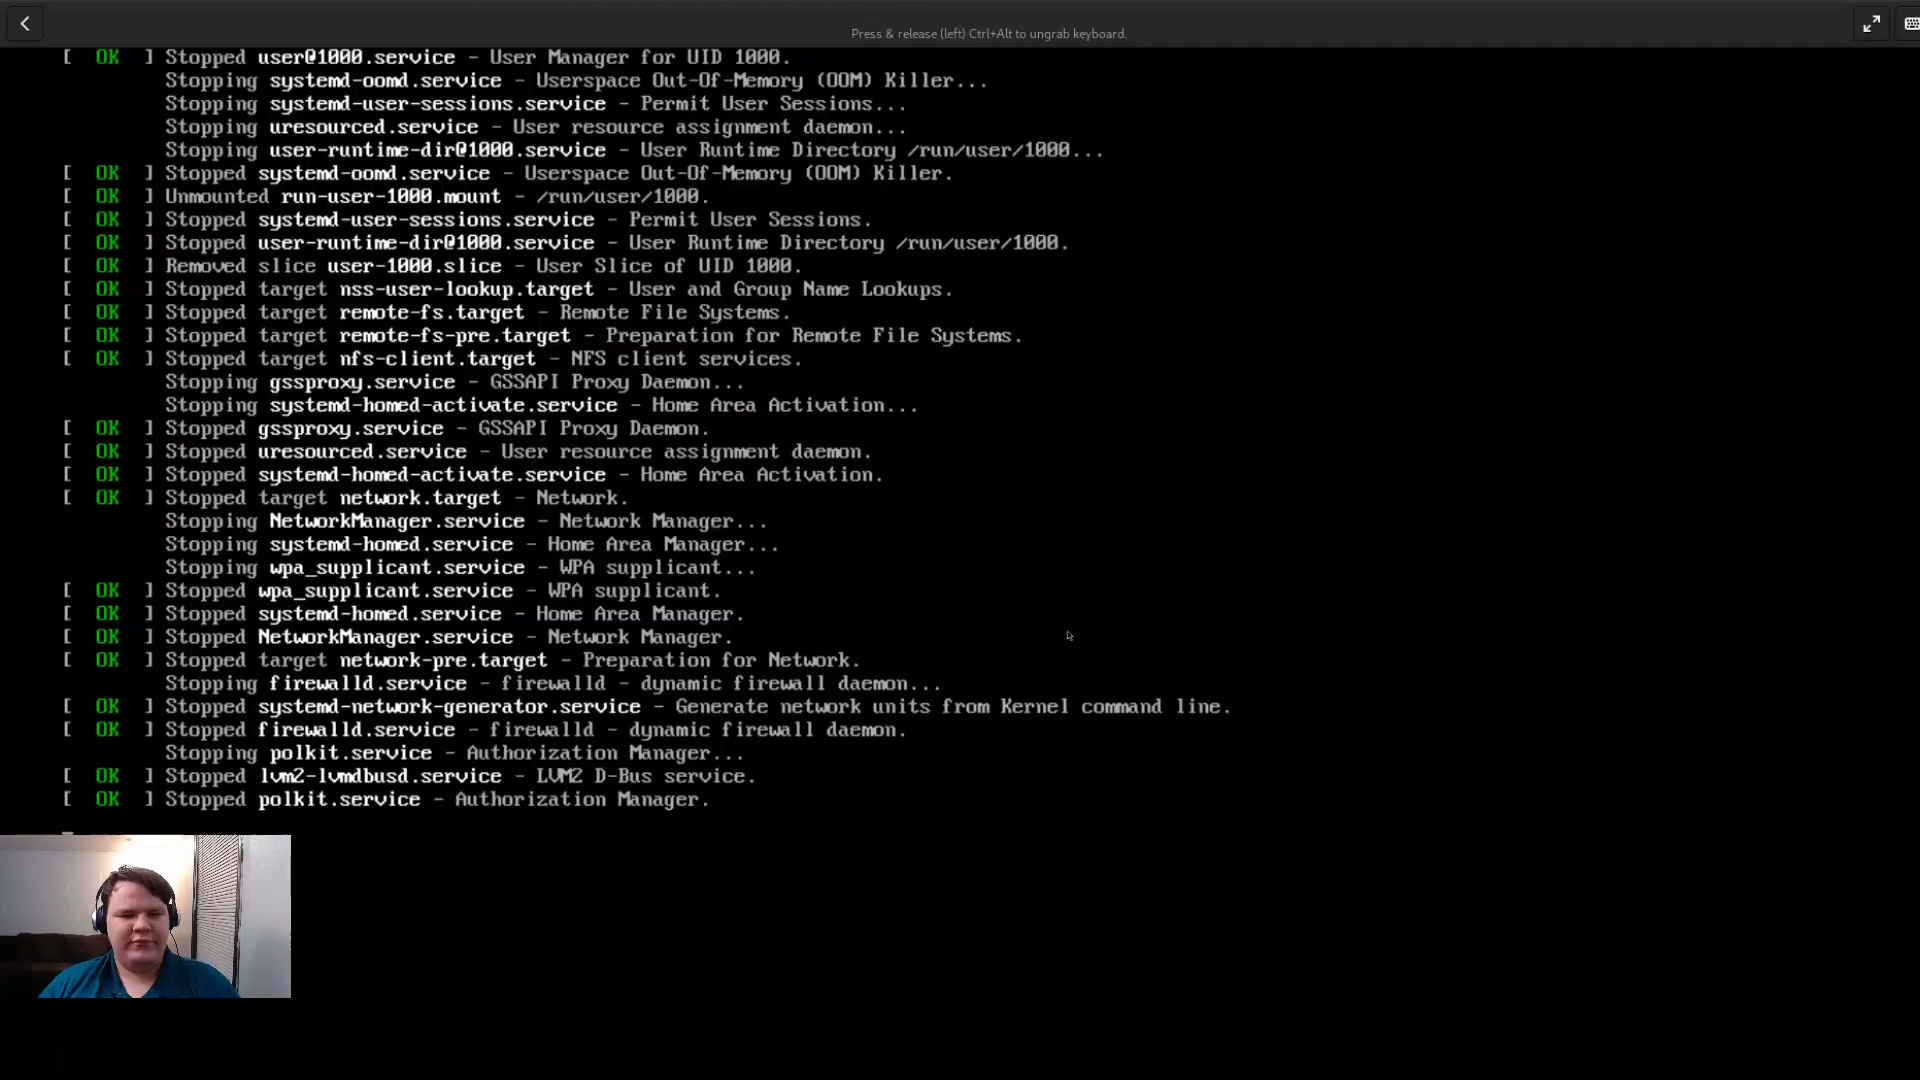 Press & release (left) Ctrl+Alt to ungrab keyboard.
[ OK ] Stopped user@1000.service - User Manager for UID 1000.
Stopping systemd-oomd.service - Userspace Out-Of-Memory (OOM) Killer...
Stopping systemd-user-sessions.service - Permit User Sessions...
Stopping uresourced.service - User resource assignment daemon...
Stopping user-runtime-dir@1000.service - User Runtime Directory /run/user/1000...
[ OK ] Stopped systemd-oomd.service - Userspace Out-Of-Memory (OOM) Killer.
[ OK ] Unmounted run-user-1000.mount - /run/user/1000.
[ OK ] Stopped systemd-user-sessions.service - Permit User Sessions.
[ OK ] Stopped user-runtime-dir@1000.service - User Runtime Directory /run/user/1000.
[ OK ] Removed slice user-1000.slice - User Slice of UID 1000.
[ OK ] Stopped target nss-user-lookup.target - User and Group Name Lookups.
[ OK ] Stopped target remote-fs.target - Remote File Systems.
[ OK ] Stopped target remote-fs-pre.target - Preparation for Remote File Systems.
[ OK ] Stopped target nfs-client.target - NFS client services.
Stopping gssproxy.service - GSSAPI Proxy Daemon...
Stopping systemd-homed-activate.service - Home Area Activation...
[ OK ] Stopped gssproxy.service - GSSAPI Proxy Daemon.
[ OK ] Stopped uresourced.service - User resource assignment daemon.
[ OK ] Stopped systemd-homed-activate.service - Home Area Activation.
[ OK ] Stopped target network.target - Network.
Stopping NetworkManager.service - Network Manager...
Stopping systemd-homed.service - Home Area Manager...
Stopping wpa_supplicant.service - WPA supplicant...
[ OK ] Stopped wpa_supplicant.service - WPA supplicant.
[ OK ] Stopped systemd-homed.service - Home Area Manager.
[ OK ] Stopped NetworkManager.service - Network Manager.
[ OK ] Stopped target network-pre.target - Preparation for Network.
Stopping firewalld.service - firewalld - dynamic firewall daemon...
[ OK ] Stopped systemd-network-generator.service - Generate network units from Kernel command line.
[ OK ] Stopped firewalld.service - firewalld - dynamic firewall daemon.
Stopping polkit.service - Authorization Manager...
[ OK ] Stopped lvm2-lvmdbusd.service - LVM2 D-Bus service.
[ OK ] Stopped polkit.service - Authorization Manager.